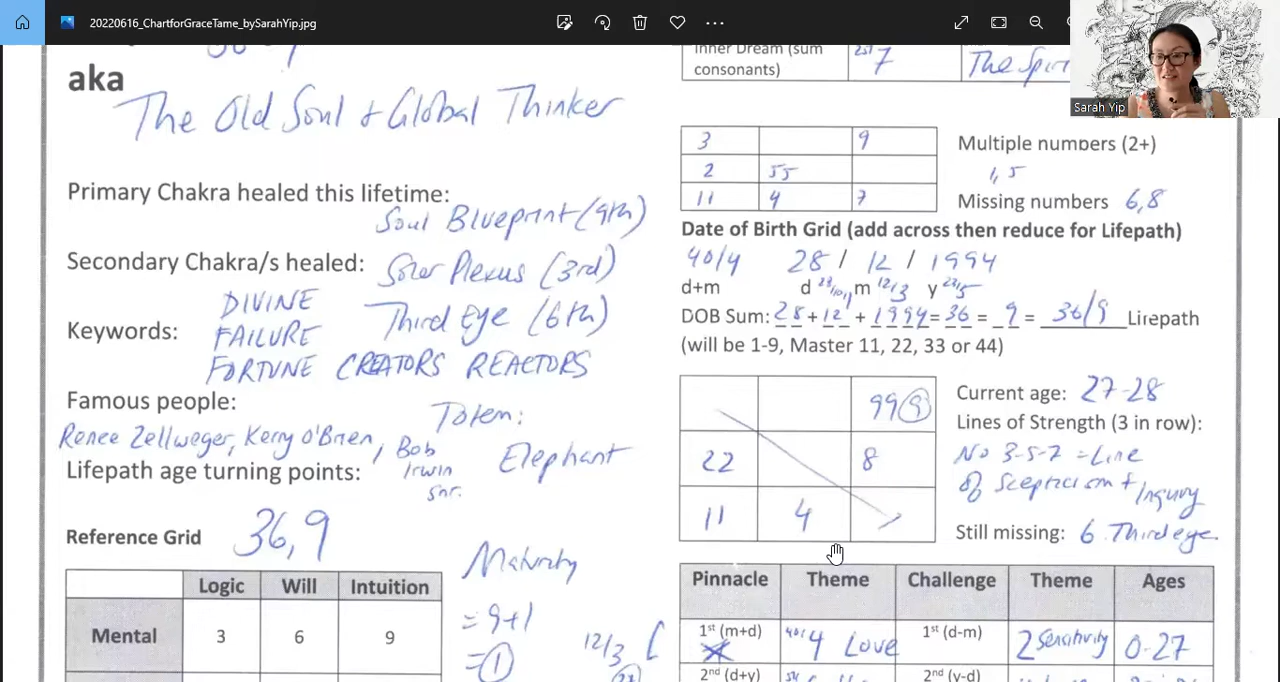 20220616_ChartforGraceTame_bySarahYip.jpg
Sarah Yip
aka
The Old Soul + Global Thinker
Primary Chakra healed this lifetime:
Soul Blueprint (9th)
Secondary Chakra/s healed: Solar Plexus (3rd)
DIVINE Third Eye (6th)
Keywords: FAILURE
FORTUNE CREATORS REACTORS
Famous people: Totem:
Renee Zellweger, Kerry O'Brien, Bob Irwin Snr. Elephant
Lifepath age turning points:
36, 9
Reference Grid
Logic Will Intuition
Mental 3 6 9
Maturity
= 9+1
= 1
12/3
Inner Dream (sum consonants) 25/7 The Spir
3 9
2 55
11 4 7
Multiple numbers (2+)
1, 5
Missing numbers 6,8
Date of Birth Grid (add across then reduce for Lifepath)
40/4 28 / 12 / 1994
d+m d m 12/3 y 23/5
DOB Sum: 28 + 12 + 1994 = 36 = 9 = 36/9 Lifepath
(will be 1-9, Master 11, 22, 33 or 44)
999
22 8
11 4
Current age: 27-28
Lines of Strength (3 in row):
No 3-5-7 = Line
of Scepticism + Inquiry
Still missing: 6 Third eye
Pinnacle Theme Challenge Theme Ages
1st (m+d) 40/4 Love 1st (d-m) 2 Sensitivity 0-27
2nd (d+y) 2nd (y-d)